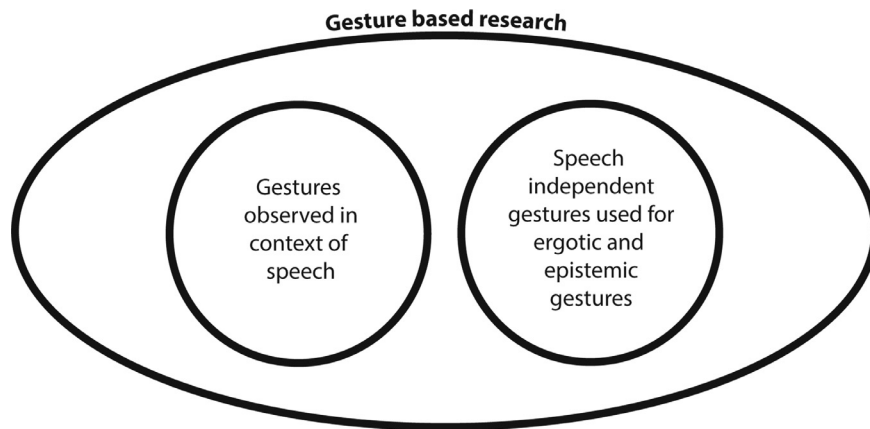 Gesture based research
Gestures
observed in
context of
speech
Speech
independent
gestures used for
ergotic and
epistemic
gestures